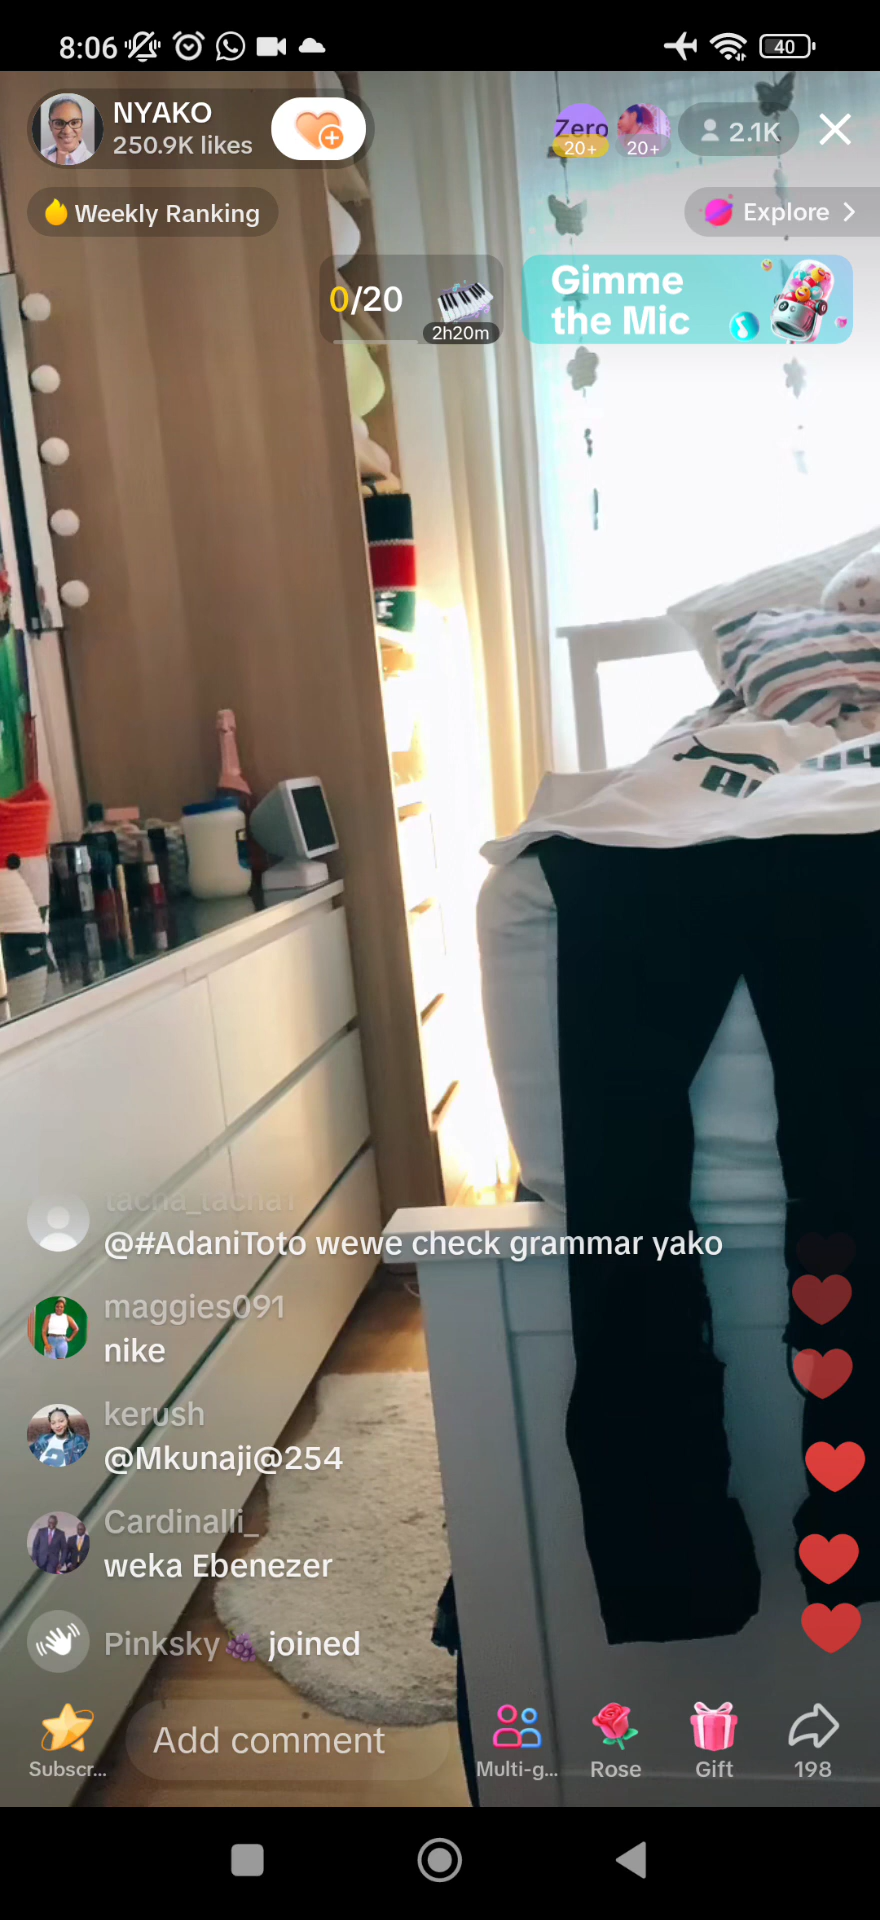 8:06
40
NYAKO
250.9K likes
Zero
20+
20+
2.1K
Weekly Ranking
Explore
0/20
2h20m
Gimme
the Mic
tacha_tacha1
@#AdaniToto wewe check grammar yako
maggies091
nike
kerush
@Mkunaji@254
Cardinalli_
weka Ebenezer
Pinksky🍇 joined
Subscr...
Add comment
Multi-g...
Rose
Gift
198